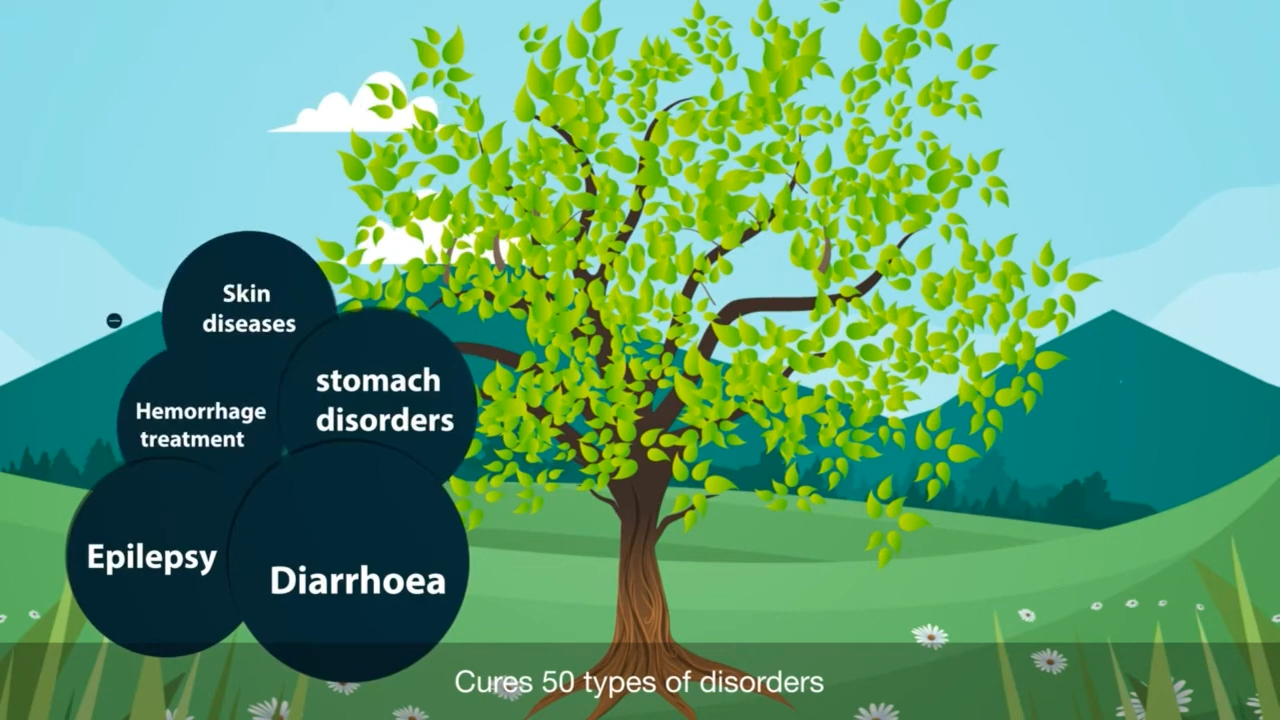 Skin
diseases
stomach
disorders
Hemorrhage
treatment
Epilepsy
Diarrhoea
Cures 50 types of disorders